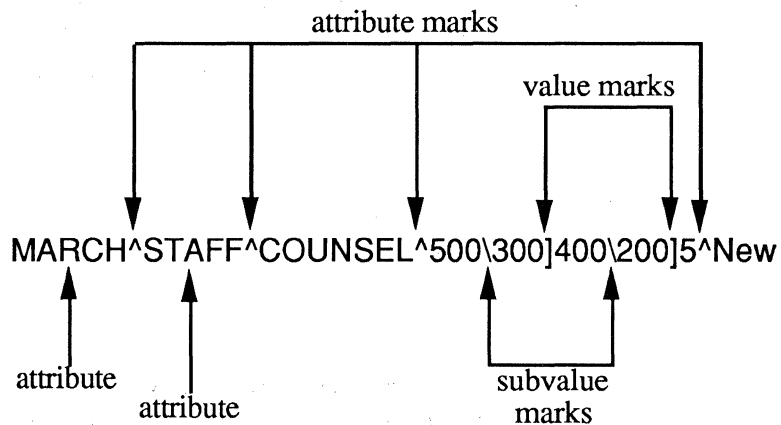 attribute marks
value marks
MARCH^STAFF^COUNSEL^500\300]400\200]5^New
attribute
attribute
subvalue
marks